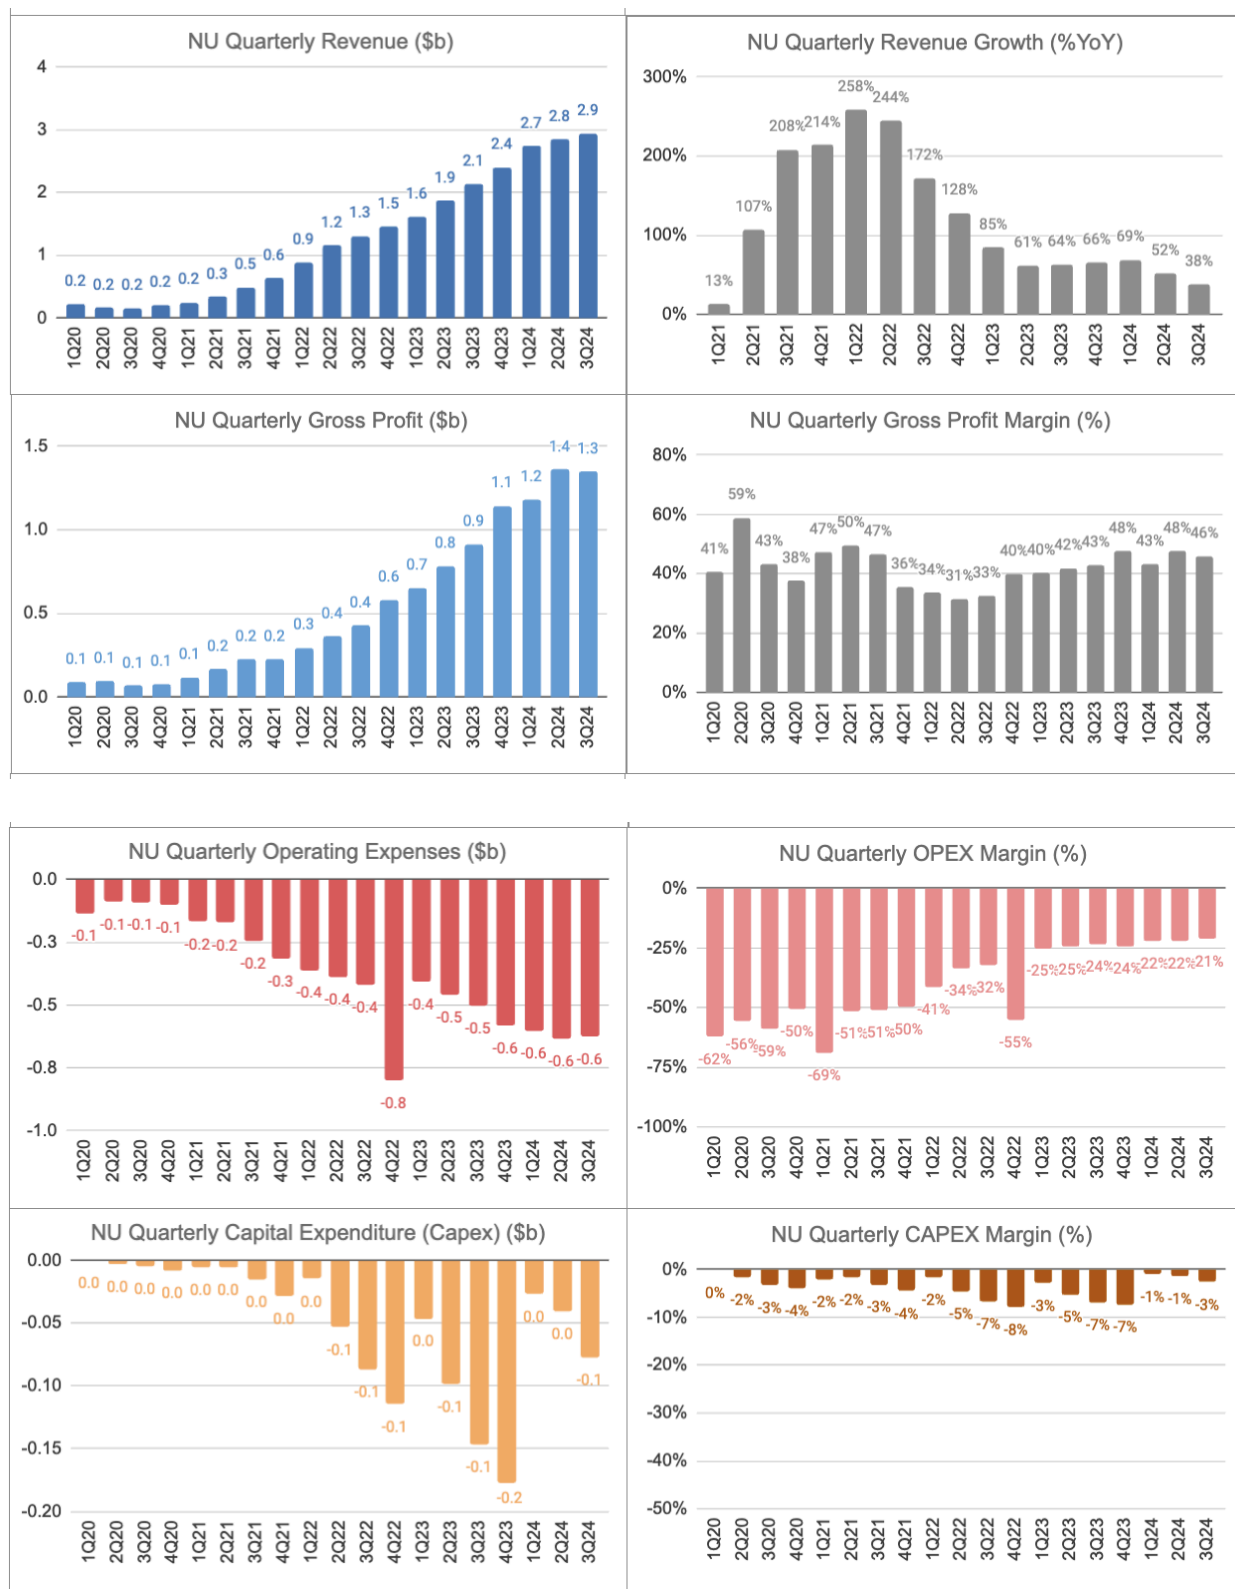 NU Quarterly Revenue ($b)
4
3
2
1
0
0.2 0.2 0.2 0.2 0.2 0.3 0.5 0.6 0.9 1.2 1.3 1.5 1.6 1.9 2.1 2.4 2.7 2.8 2.9
1Q20 2Q20 3Q20 4Q20 1Q21 2Q21 3Q21 4Q21 1Q22 2Q22 3Q22 4Q22 1Q23 2Q23 3Q23 4Q23 1Q24 2Q24 3Q24
NU Quarterly Revenue Growth (%YoY)
300%
200%
100%
0%
13% 107% 208% 214% 258% 244% 172% 128% 85% 61% 64% 66% 69% 52% 38%
1Q21 2Q21 3Q21 4Q21 1Q22 2Q22 3Q22 4Q22 1Q23 2Q23 3Q23 4Q23 1Q24 2Q24 3Q24
NU Quarterly Gross Profit ($b)
1.5
1.0
0.5
0.0
0.1 0.1 0.1 0.1 0.1 0.2 0.2 0.2 0.3 0.4 0.4 0.6 0.7 0.8 0.9 1.1 1.2 1.4 1.3
1Q20 2Q20 3Q20 4Q20 1Q21 2Q21 3Q21 4Q21 1Q22 2Q22 3Q22 4Q22 1Q23 2Q23 3Q23 4Q23 1Q24 2Q24 3Q24
NU Quarterly Gross Profit Margin (%)
80%
60%
40%
20%
0%
41% 59% 43% 38% 47% 50% 47% 36% 34% 31% 33% 40% 40% 42% 43% 48% 43% 48% 46%
1Q20 2Q20 3Q20 4Q20 1Q21 2Q21 3Q21 4Q21 1Q22 2Q22 3Q22 4Q22 1Q23 2Q23 3Q23 4Q23 1Q24 2Q24 3Q24
NU Quarterly Operating Expenses ($b)
0.0
-0.3
-0.5
-0.8
-1.0
-0.1 -0.1 -0.1 -0.1 -0.2 -0.2 -0.2 -0.3 -0.4 -0.4 -0.4 -0.8 -0.4 -0.5 -0.5 -0.6 -0.6 -0.6 -0.6
1Q20 2Q20 3Q20 4Q20 1Q21 2Q21 3Q21 4Q21 1Q22 2Q22 3Q22 4Q22 1Q23 2Q23 3Q23 4Q23 1Q24 2Q24 3Q24
NU Quarterly OPEX Margin (%)
0%
-25%
-50%
-75%
-100%
-62% -56% -59% -50% -69% -51% -51% -50% -41% -34% -32% -55% -25% -25% -24% -24% -22% -22% -21%
1Q20 2Q20 3Q20 4Q20 1Q21 2Q21 3Q21 4Q21 1Q22 2Q22 3Q22 4Q22 1Q23 2Q23 3Q23 4Q23 1Q24 2Q24 3Q24
NU Quarterly Capital Expenditure (Capex) ($b)
0.00
-0.05
-0.10
-0.15
-0.20
0.0 0.0 0.0 0.0 0.0 0.0 0.0 0.0 0.0 -0.1 -0.1 -0.1 0.0 -0.1 -0.1 -0.2 0.0 0.0 -0.1
1Q20 2Q20 3Q20 4Q20 1Q21 2Q21 3Q21 4Q21 1Q22 2Q22 3Q22 4Q22 1Q23 2Q23 3Q23 4Q23 1Q24 2Q24 3Q24
NU Quarterly CAPEX Margin (%)
0%
-10%
-20%
-30%
-40%
-50%
0% -2% -3% -4% -2% -2% -3% -4% -2% -5% -7% -8% -3% -5% -7% -7% -1% -1% -3%
1Q20 2Q20 3Q20 4Q20 1Q21 2Q21 3Q21 4Q21 1Q22 2Q22 3Q22 4Q22 1Q23 2Q23 3Q23 4Q23 1Q24 2Q24 3Q24